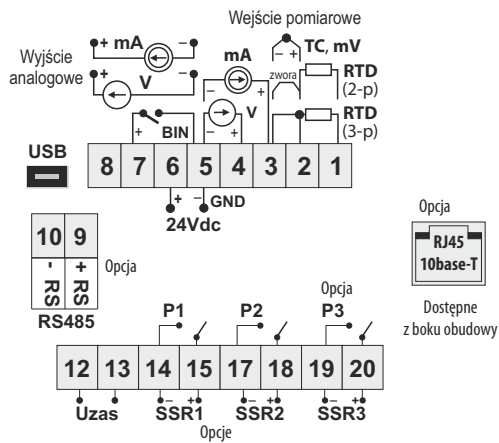 Wejście pomiarowe
Wyjście
analogowe
+ mA –
+ V –
mA
– +
TC, mV
– +
zwora
RTD
(2-p)
V
– +
RTD
(3-p)
+ BIN
USB
8 7 6 5 4 3 2 1
+ – GND
24Vdc
10 9
- RS + RS
Opcja
RS485
Opcja
RJ45
10base-T
Dostępne
z boku obudowy
Opcja
P1 P2 P3
12 13 14 15 17 18 19 20
– + – + – +
Uzas SSR1 SSR2 SSR3
Opcje